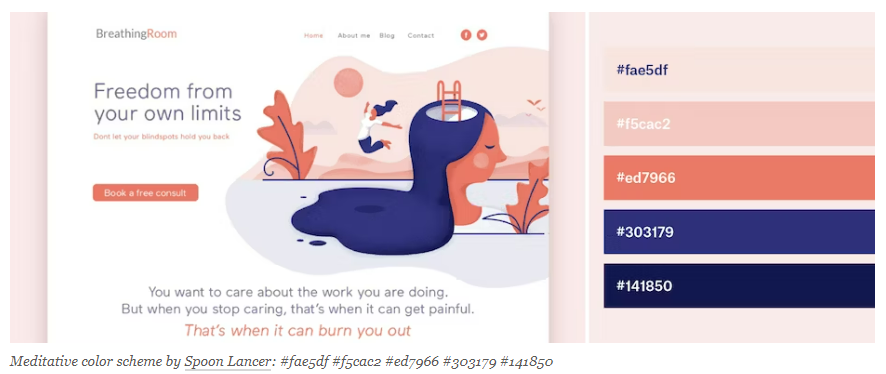 BreathingRoom
Home About me Blog Contact
Freedom from
your own limits
Dont let your blindspots hold you back
Book a free consult
You want to care about the work you are doing.
But when you stop caring, that's when it can get painful.
That's when it can burn you out
#fae5df
#f5cac2
#ed7966
#303179
#141850
Meditative color scheme by Spoon Lancer: #fae5df #f5cac2 #ed7966 #303179 #141850